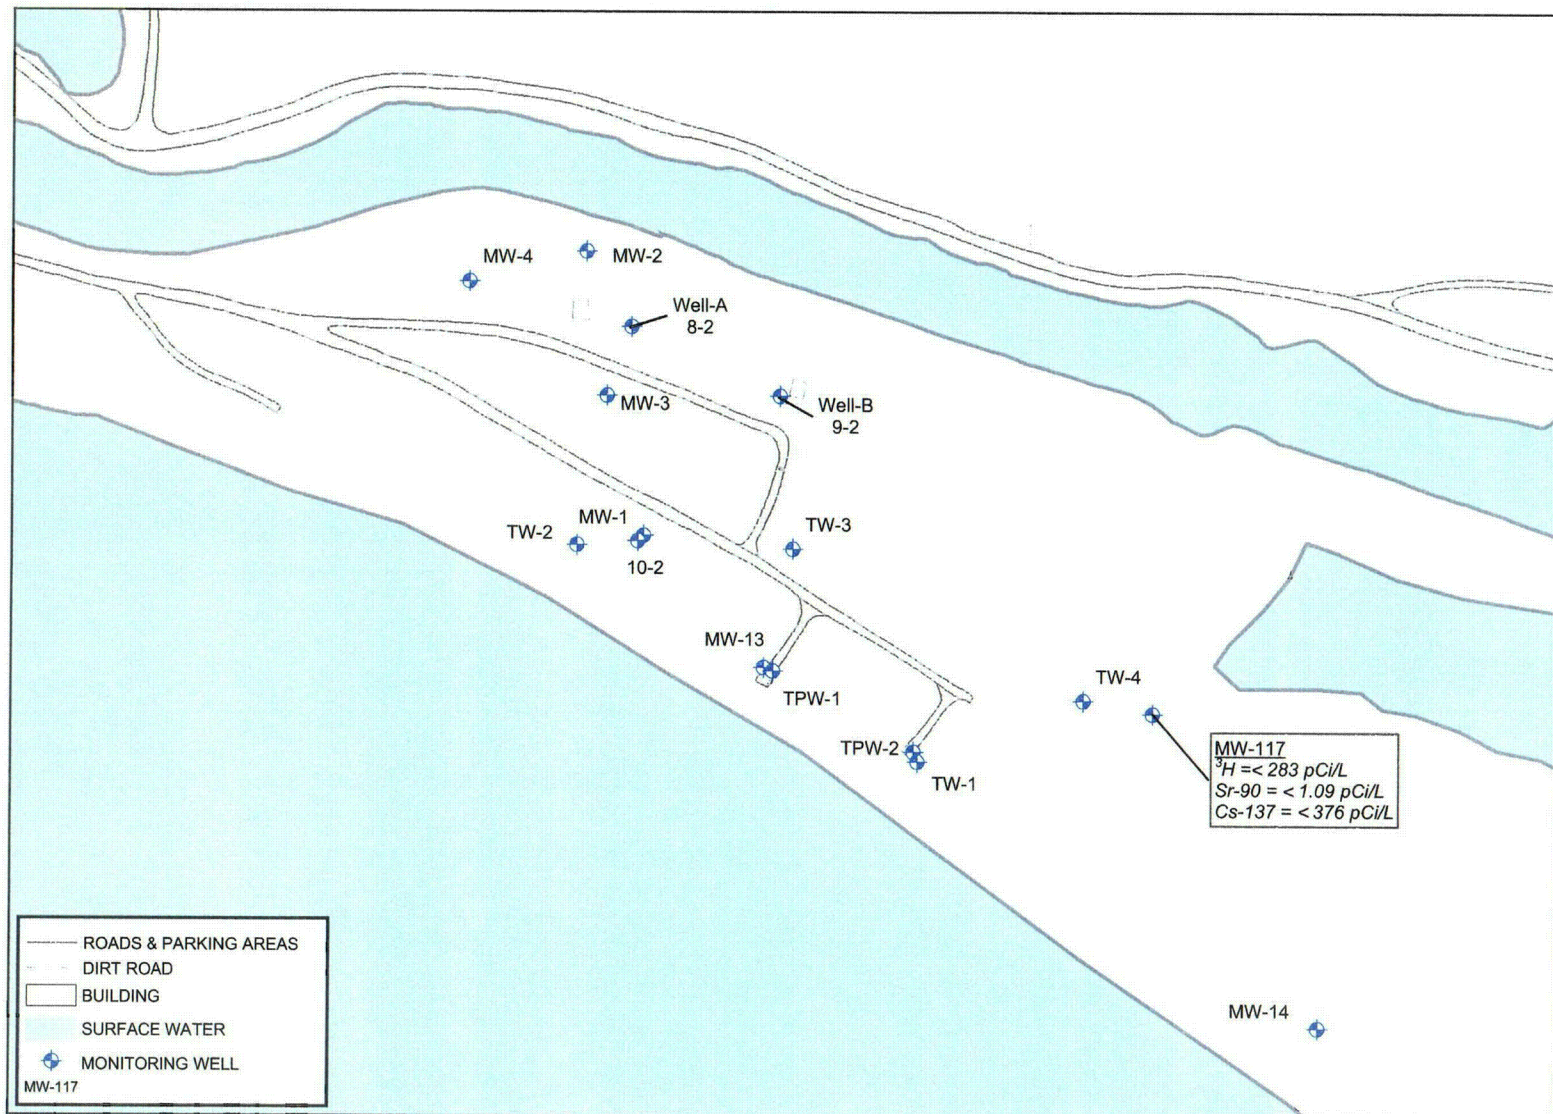 MW-4
MW-2
Well-A
8-2
MW-3
Well-B
9-2
MW-1
TW-2
TW-3
10-2
MW-13
TPW-1
TW-4
TPW-2
TW-1
MW-117
³H =< 283 pCi/L
Sr-90 = < 1.09 pCi/L
Cs-137 = < 376 pCi/L
MW-14
ROADS & PARKING AREAS
DIRT ROAD
BUILDING
SURFACE WATER
MONITORING WELL
MW-117